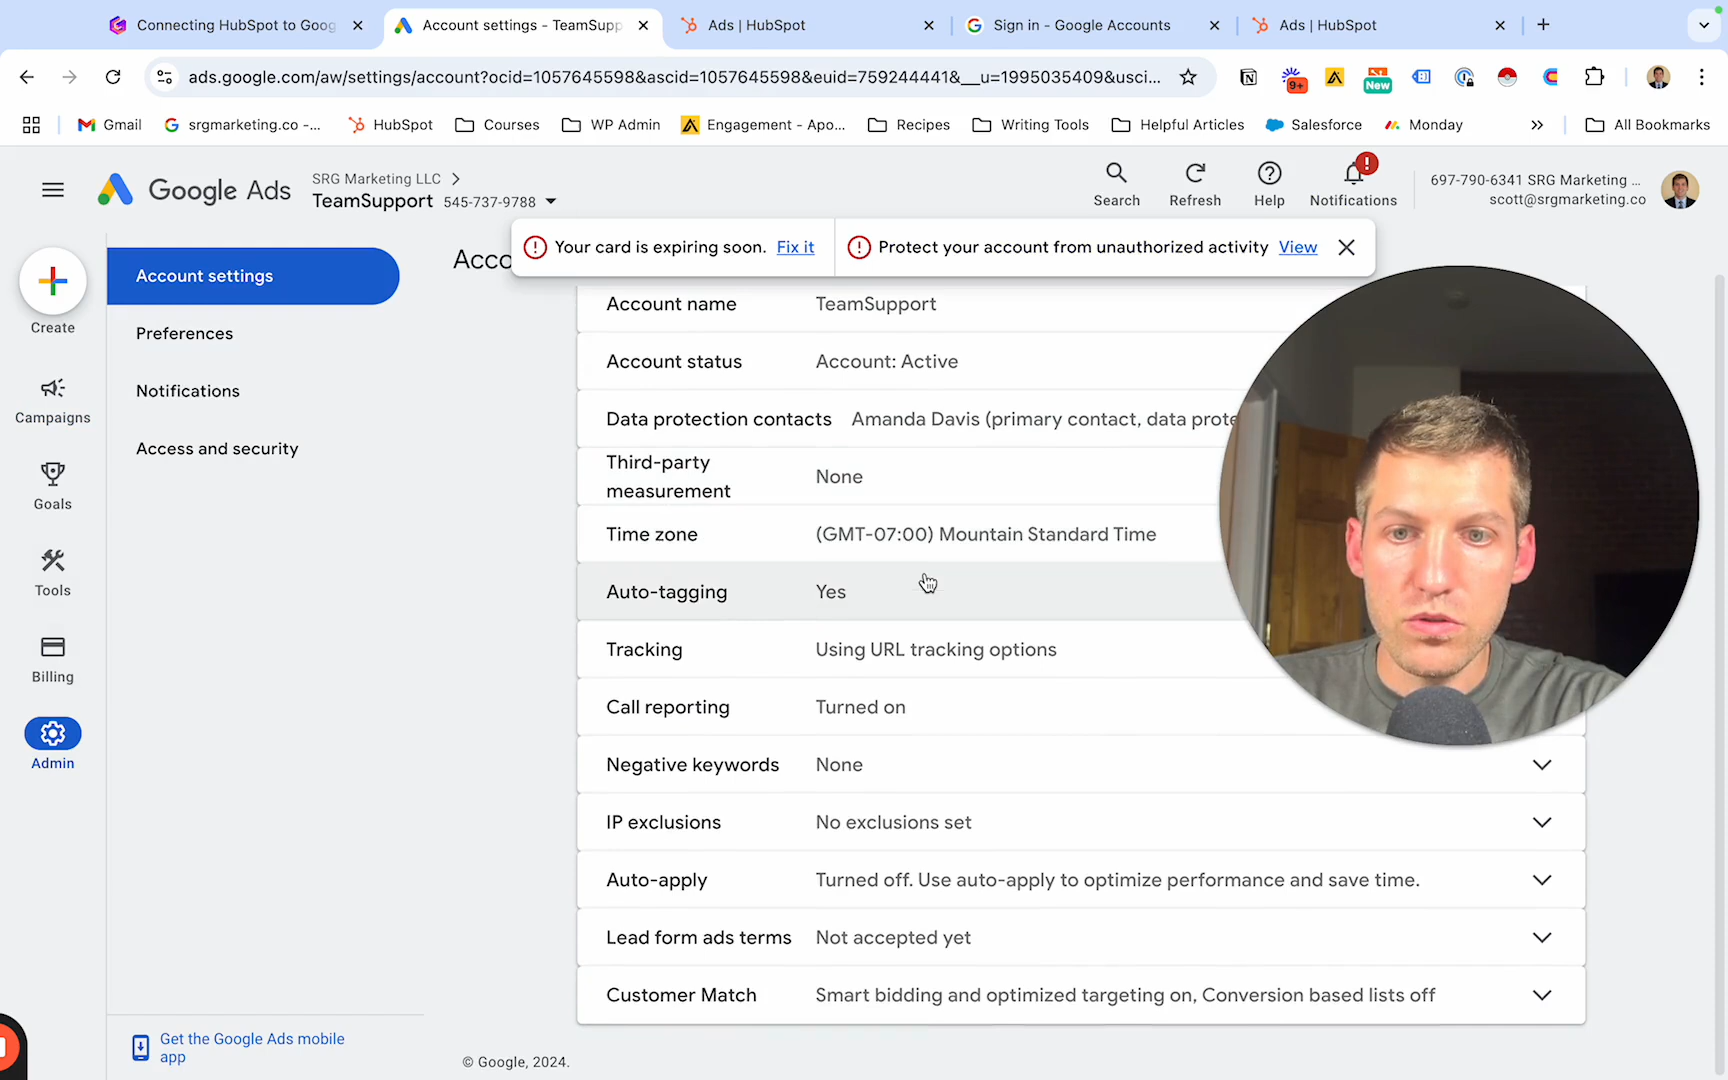 Connecting HubSpot to Goog
Account settings - TeamSupp
Ads | HubSpot
Sign in - Google Accounts
Ads | HubSpot
ads.google.com/aw/settings/account?ocid=1057645598&ascid=1057645598&euid=759244441&__u=1995035409&usci...
9+
New
Gmail
srgmarketing.co -...
HubSpot
Courses
WP Admin
Engagement - Apo...
Recipes
Writing Tools
Helpful Articles
Salesforce
Monday
All Bookmarks
Google Ads
SRG Marketing LLC
TeamSupport 545-737-9788
Search
Refresh
Help
Notifications
697-790-6341 SRG Marketing ...
scott@srgmarketing.co
Your card is expiring soon. Fix it
Protect your account from unauthorized activity View
Create
Campaigns
Goals
Tools
Billing
Admin
Account settings
Preferences
Notifications
Access and security
Get the Google Ads mobile
app
Acco
Account name TeamSupport
Account status Account: Active
Data protection contacts Amanda Davis (primary contact, data prote
Third-party
measurement None
Time zone (GMT-07:00) Mountain Standard Time
Auto-tagging Yes
Tracking Using URL tracking options
Call reporting Turned on
Negative keywords None
IP exclusions No exclusions set
Auto-apply Turned off. Use auto-apply to optimize performance and save time.
Lead form ads terms Not accepted yet
Customer Match Smart bidding and optimized targeting on, Conversion based lists off
© Google, 2024.